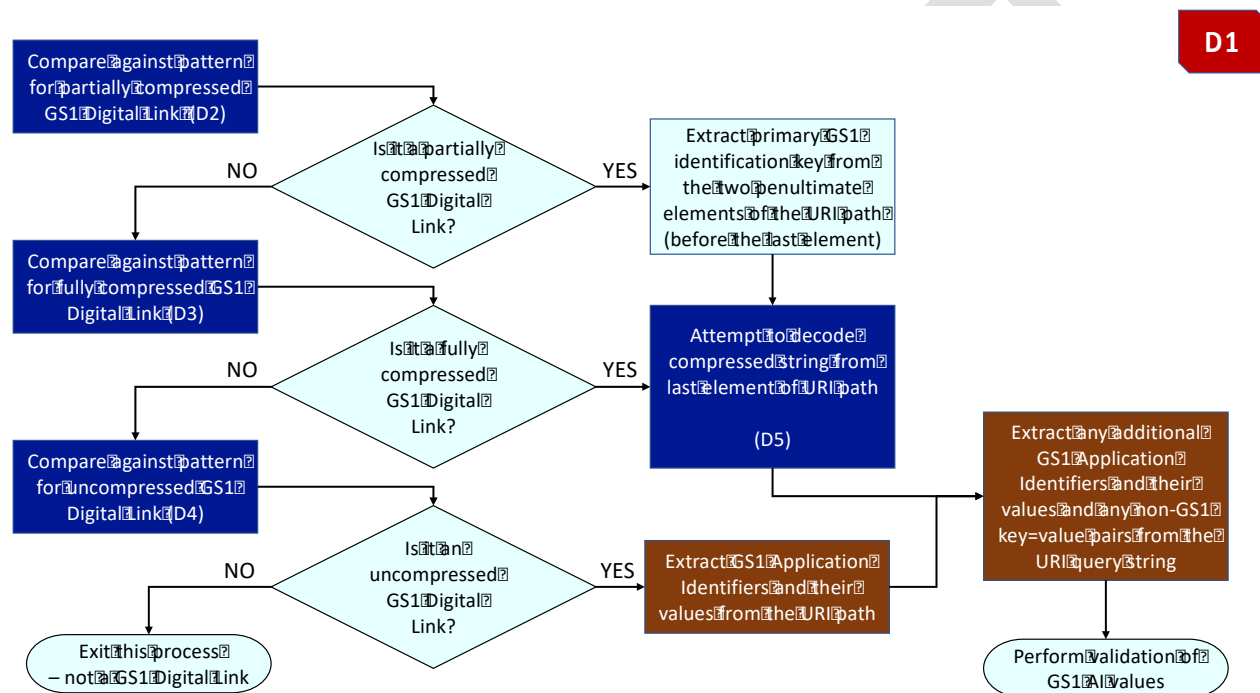 D1
Compare against pattern
for partially compressed
GS1 Digital Link (D2)
Is it a partially
compressed
GS1 Digital
Link?
NO
YES
Extract primary GS1
identification key from
the two penultimate
elements of the URI path
(before the last element)
Compare against pattern
for fully compressed GS1
Digital Link (D3)
Is it a fully
compressed
GS1 Digital
Link?
NO
YES
Attempt to decode
compressed string from
last element of URI path
(D5)
Compare against pattern
for uncompressed GS1
Digital Link (D4)
Is it an
uncompressed
GS1 Digital
Link?
NO
YES
Extract GS1 Application
Identifiers and their
values from the URI path
Extract any additional
GS1 Application
Identifiers and their
values and any non-GS1
key=value pairs from the
URI query string
Exit this process
– not a GS1 Digital Link
Perform validation of
GS1 AI values